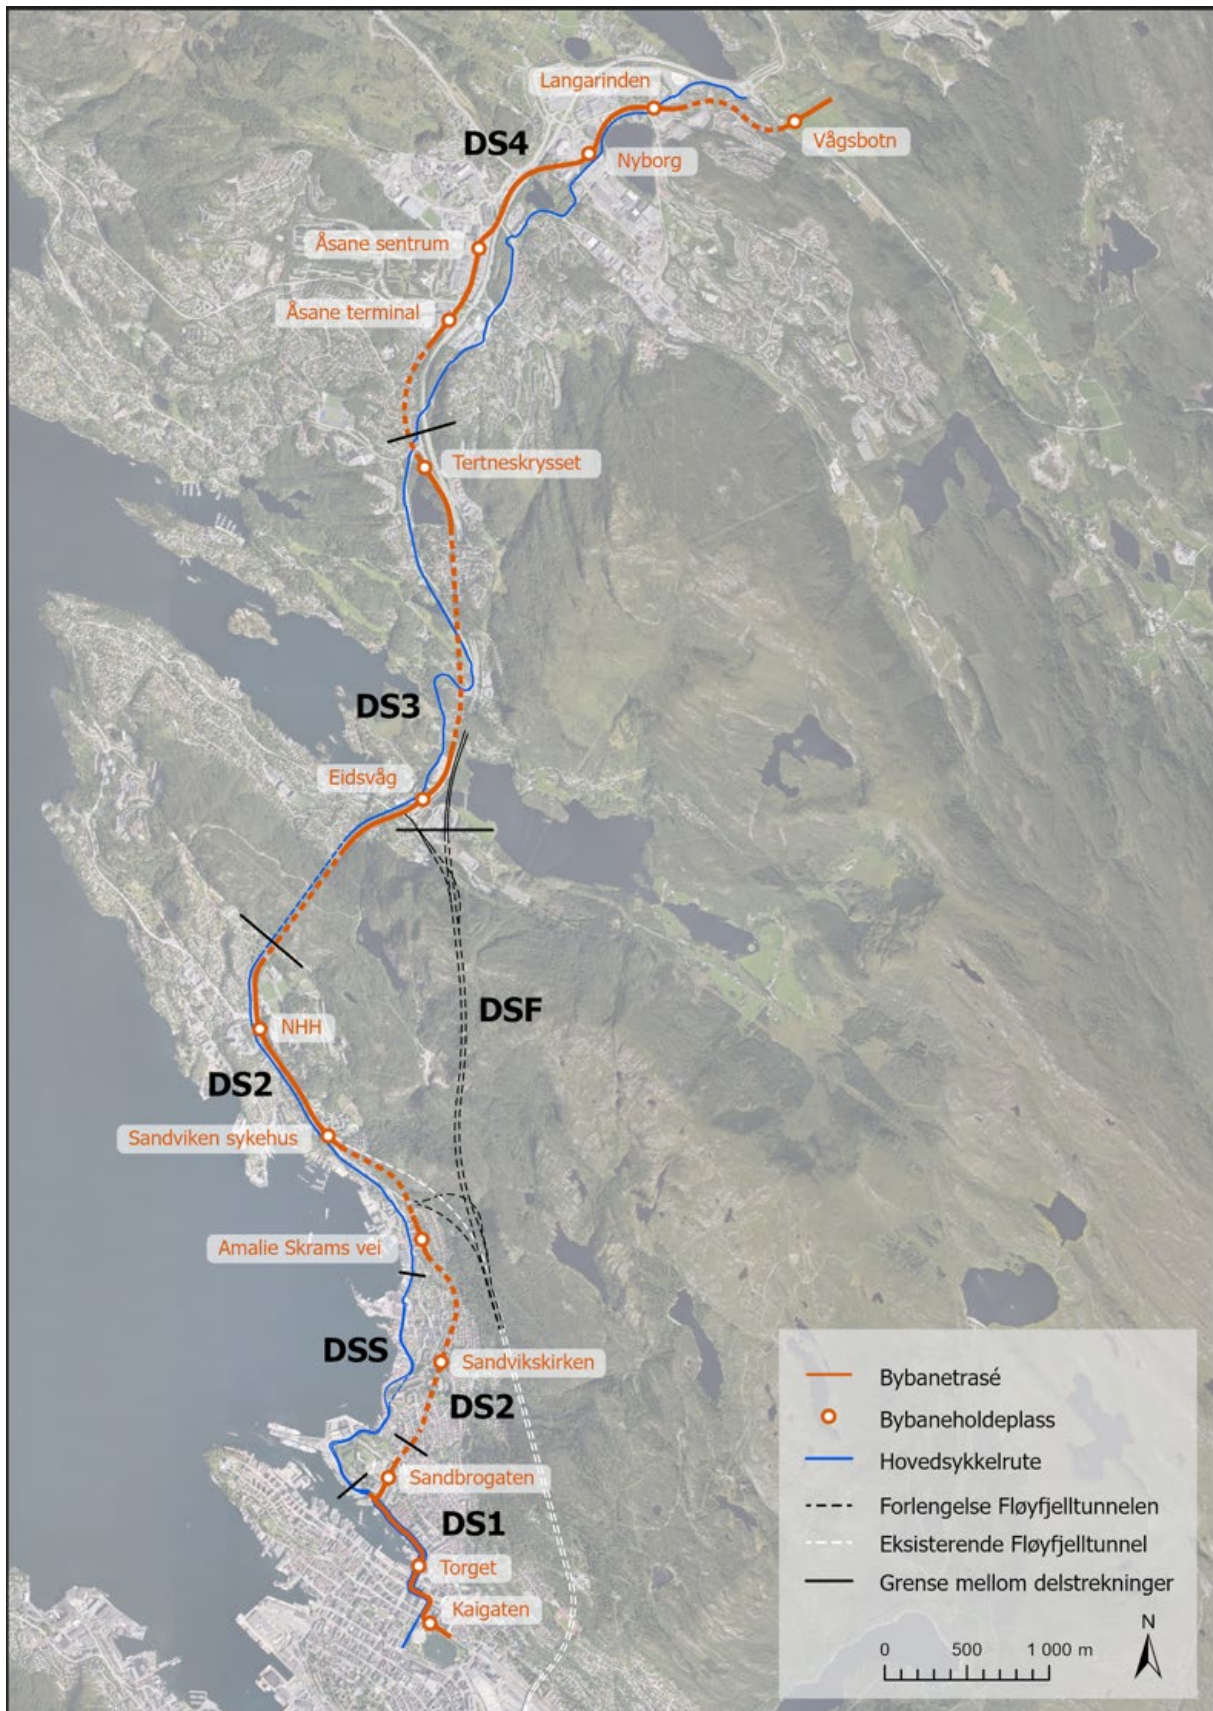 Langarinden
DS4
Vågsbotn
Nyborg
Åsane sentrum
Åsane terminal
Tertneskrysset
DS3
Eidsvåg
DSF
NHH
DS2
Sandviken sykehus
Amalie Skrams vei
DSS
Sandvikskirken
DS2
Sandbrogaten
DS1
Torget
Kaigaten
Bybanetrasé
Bybaneholdeplass
Hovedsykkelrute
Forlengelse Fløyfjelltunnelen
Eksisterende Fløyfjelltunnel
Grense mellom delstrekninger
N
0 500 1 000 m